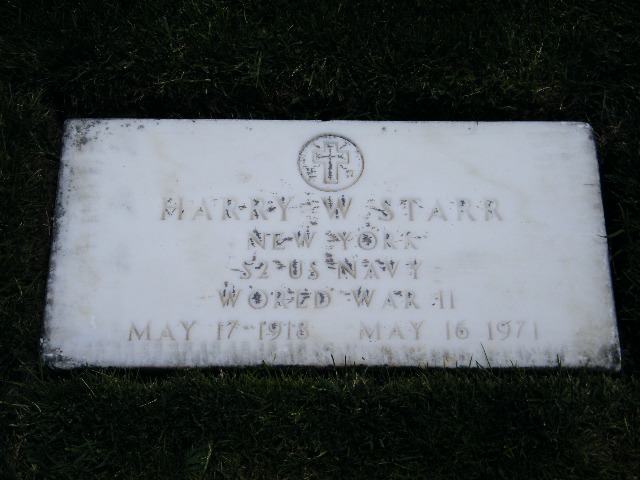 HARRY W STARR
NEW YORK
S2 US NAVY
WORLD WAR II
MAY 17 1918 MAY 16 1971